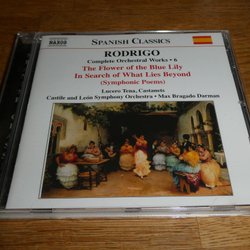 NAXOS
SPANISH CLASSICS
RODRIGO
Complete Orchestral Works • 6
The Flower of the Blue Lily
In Search of What Lies Beyond
(Symphonic Poems)
Lucero Tena, Castanets
Castile and León Symphony Orchestra • Max Bragado Darman